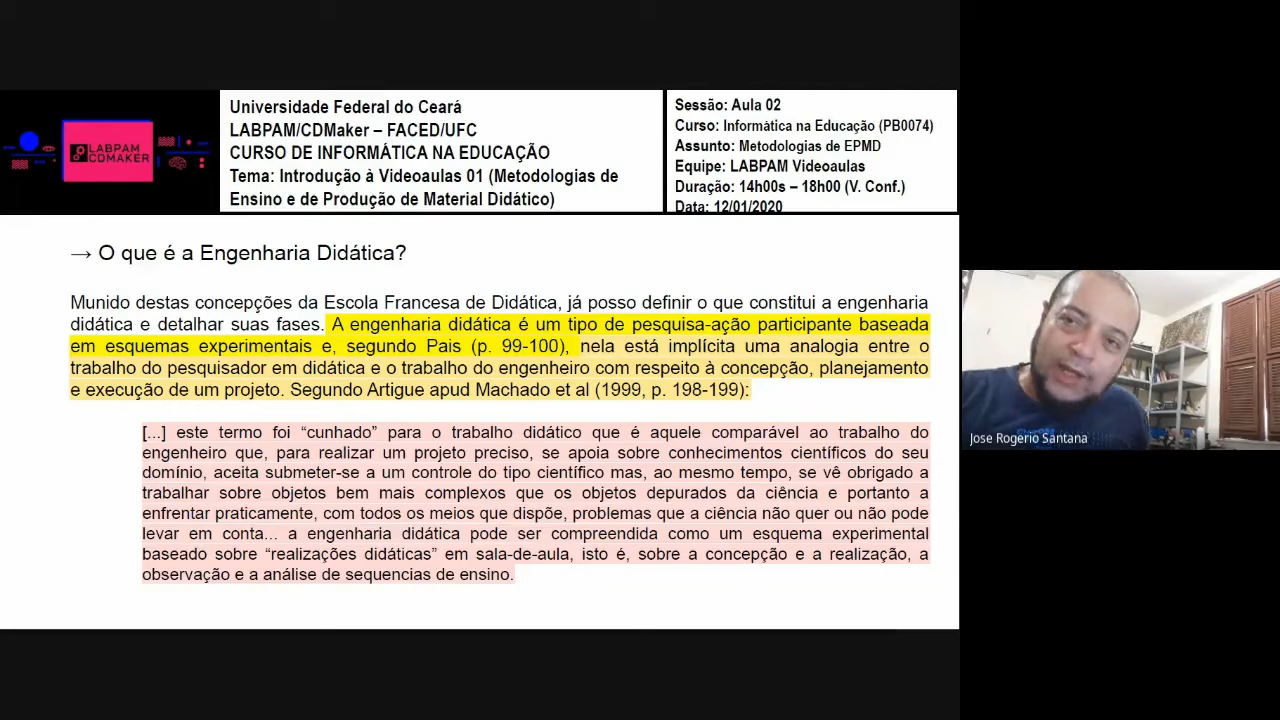 LABPAM
CDMAKER
Universidade Federal do Ceará
LABPAM/CDMaker – FACED/UFC
CURSO DE INFORMÁTICA NA EDUCAÇÃO
Tema: Introdução à Videoaulas 01 (Metodologias de
Ensino e de Produção de Material Didático)
Sessão: Aula 02
Curso: Informática na Educação (PB0074)
Assunto: Metodologias de EPMD
Equipe: LABPAM Videoaulas
Duração: 14h00s – 18h00 (V. Conf.)
Data: 12/01/2020
→ O que é a Engenharia Didática?
Munido destas concepções da Escola Francesa de Didática, já posso definir o que constitui a engenharia
didática e detalhar suas fases. A engenharia didática é um tipo de pesquisa-ação participante baseada
em esquemas experimentais e, segundo Pais (p. 99-100), nela está implícita uma analogia entre o
trabalho do pesquisador em didática e o trabalho do engenheiro com respeito à concepção, planejamento
e execução de um projeto. Segundo Artigue apud Machado et al (1999, p. 198-199):
[...] este termo foi “cunhado” para o trabalho didático que é aquele comparável ao trabalho do
engenheiro que, para realizar um projeto preciso, se apoia sobre conhecimentos científicos do seu
domínio, aceita submeter-se a um controle do tipo científico mas, ao mesmo tempo, se vê obrigado a
trabalhar sobre objetos bem mais complexos que os objetos depurados da ciência e portanto a
enfrentar praticamente, com todos os meios que dispõe, problemas que a ciência não quer ou não pode
levar em conta... a engenharia didática pode ser compreendida como um esquema experimental
baseado sobre “realizações didáticas” em sala-de-aula, isto é, sobre a concepção e a realização, a
observação e a análise de sequencias de ensino.
Jose Rogerio Santana